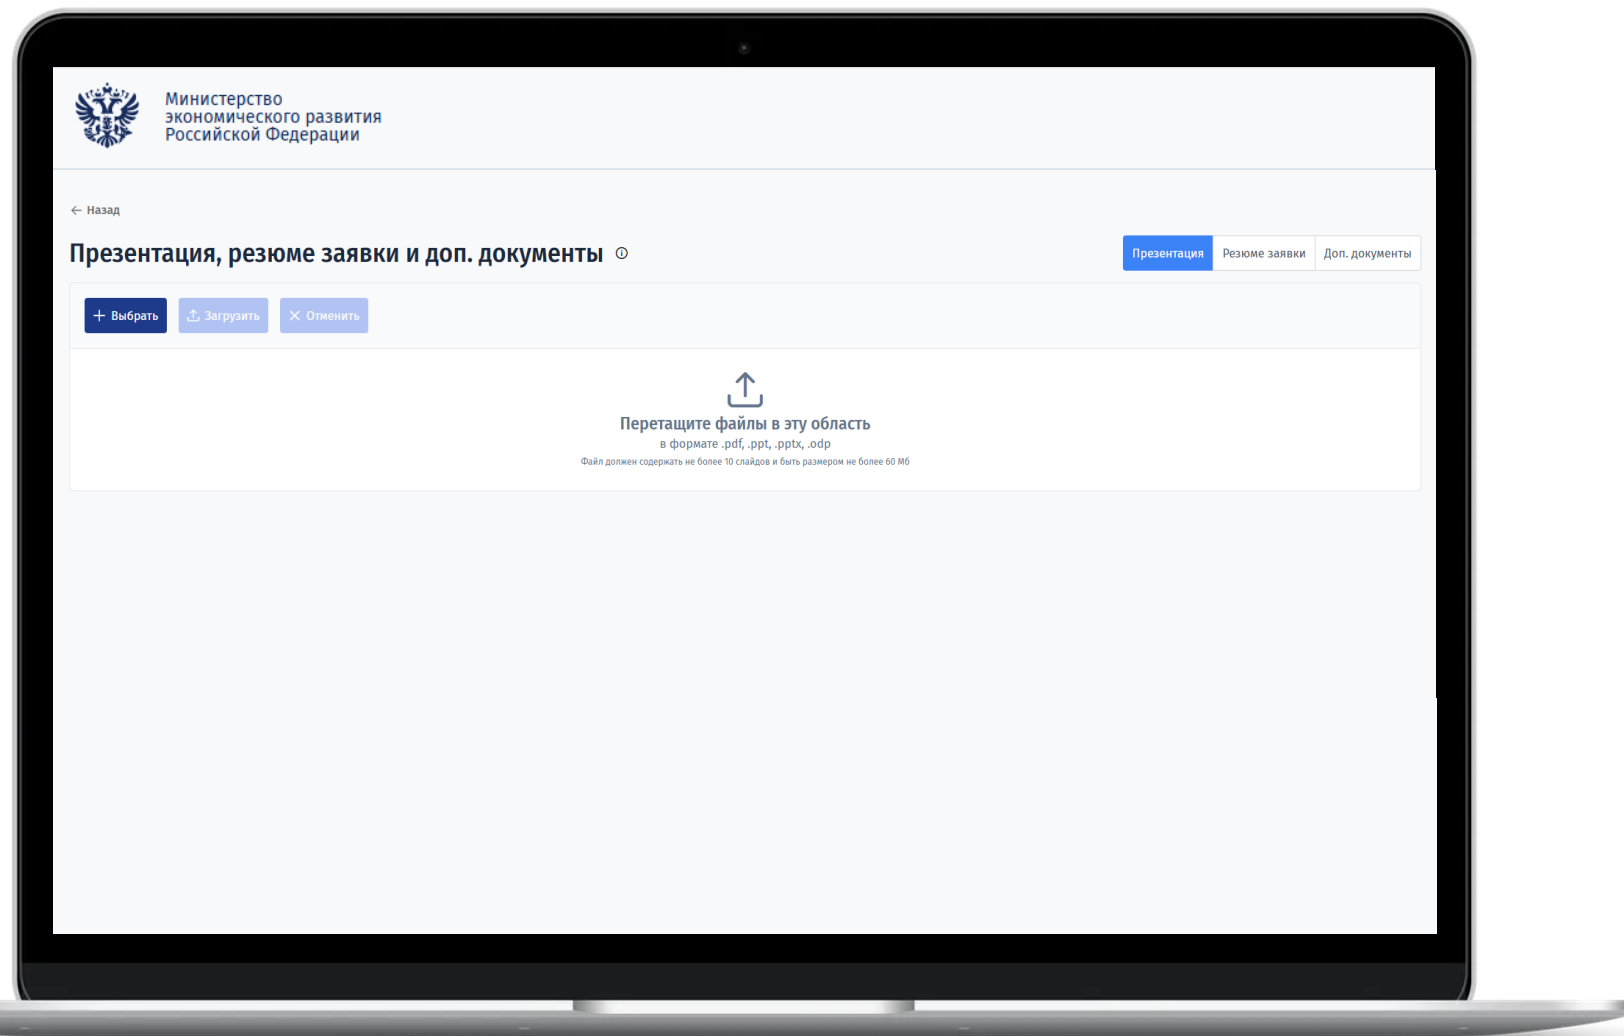 Министерство
экономического развития
Российской Федерации
← Назад
Презентация, резюме заявки и доп. документы
Презентация
Резюме заявки
Доп. документы
+ Выбрать
Загрузить
× Отменить
Перетащите файлы в эту область
в формате .pdf, .ppt, .pptx, .odp
Файл должен содержать не более 10 слайдов и быть размером не более 60 Мб